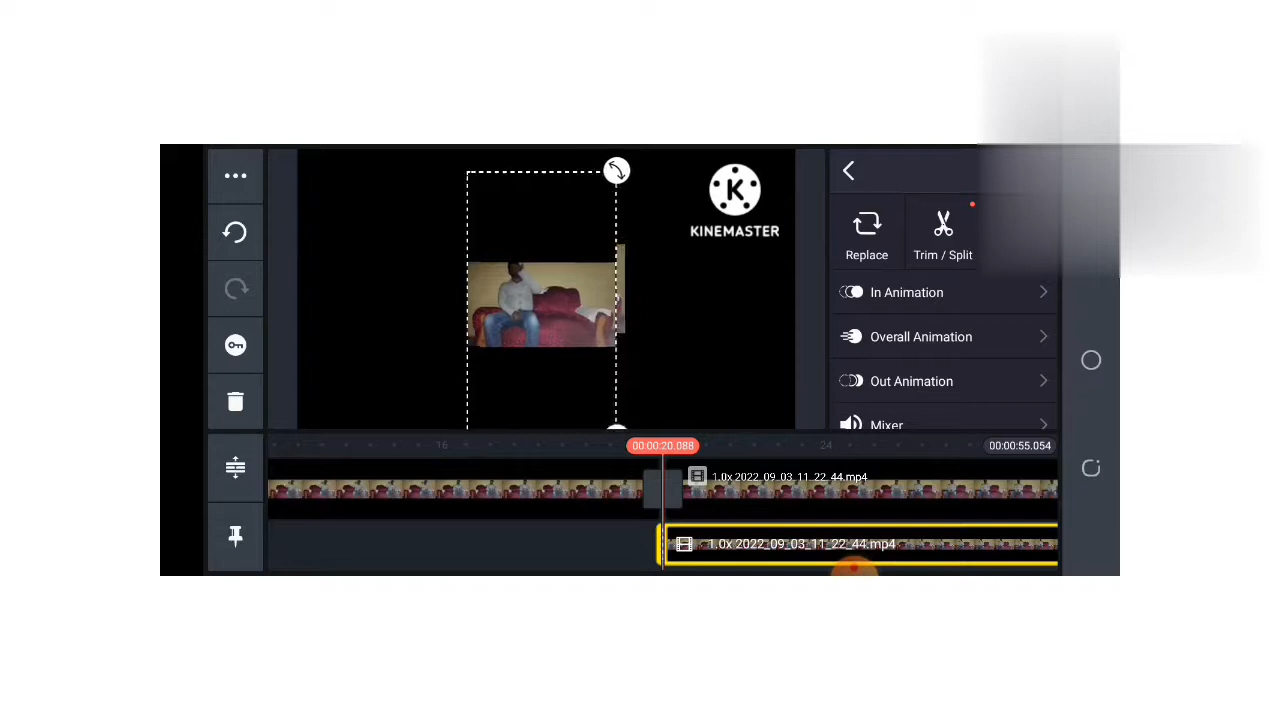 KINEMASTER
Replace
Trim / Split
In Animation
Overall Animation
Out Animation
Mixer
16
00:00:20.088
24
00:00:55.054
1.0x 2022_09_03_11_22_44.mp4
1.0x 2022_09_03_11_22_44.mp4